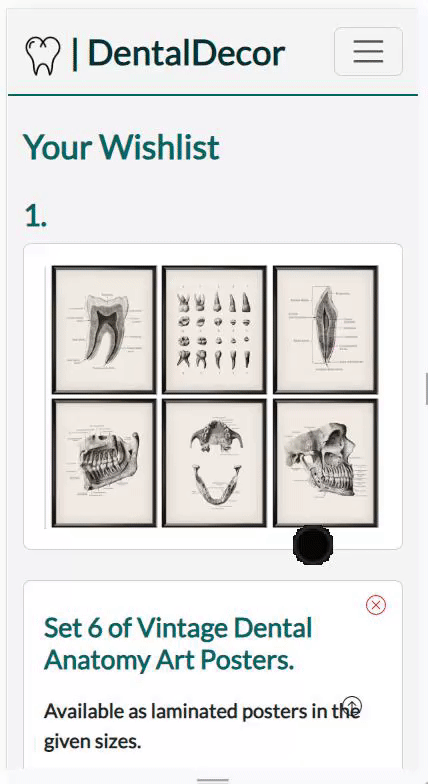 | DentalDecor
Your Wishlist
1.
Set 6 of Vintage Dental
Anatomy Art Posters.
Available as laminated posters in the
given sizes.